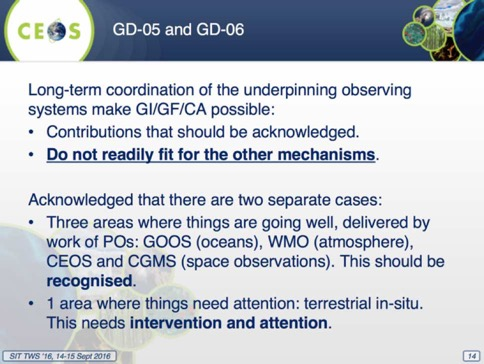 CEOS
GD-05 and GD-06
Long-term coordination of the underpinning observing
systems make GI/GF/CA possible:
• Contributions that should be acknowledged.
• Do not readily fit for the other mechanisms.
Acknowledged that there are two separate cases:
• Three areas where things are going well, delivered by
work of POs: GOOS (oceans), WMO (atmosphere),
CEOS and CGMS (space observations). This should be
recognised.
• 1 area where things need attention: terrestrial in-situ.
This needs intervention and attention.
SIT TWS '16, 14-15 Sept 2016
14